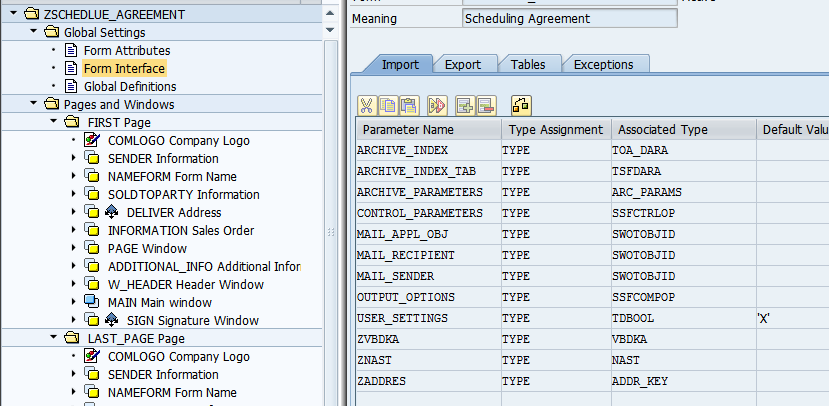 ZSCHEDLUE_AGREEMENT
Global Settings
Form Attributes
Form Interface
Global Definitions
Pages and Windows
FIRST Page
COMLOGO Company Logo
SENDER Information
NAMEFORM Form Name
SOLDTOPARTY Information
DELIVER Address
INFORMATION Sales Order
PAGE Window
ADDITIONAL_INFO Additional Infor
W_HEADER Header Window
MAIN Main window
SIGN Signature Window
LAST_PAGE Page
COMLOGO Company Logo
SENDER Information
NAMEFORM Form Name
Meaning Scheduling Agreement
Import Export Tables Exceptions
Parameter Name Type Assignment Associated Type Default Valu
ARCHIVE_INDEX TYPE TOA_DARA
ARCHIVE_INDEX_TAB TYPE TSFDARA
ARCHIVE_PARAMETERS TYPE ARC_PARAMS
CONTROL_PARAMETERS TYPE SSFCTRLOP
MAIL_APPL_OBJ TYPE SWOTOBJID
MAIL_RECIPIENT TYPE SWOTOBJID
MAIL_SENDER TYPE SWOTOBJID
OUTPUT_OPTIONS TYPE SSFCOMPOP
USER_SETTINGS TYPE TDBOOL 'X'
ZVBDKA TYPE VBDKA
ZNAST TYPE NAST
ZADDRES TYPE ADDR_KEY